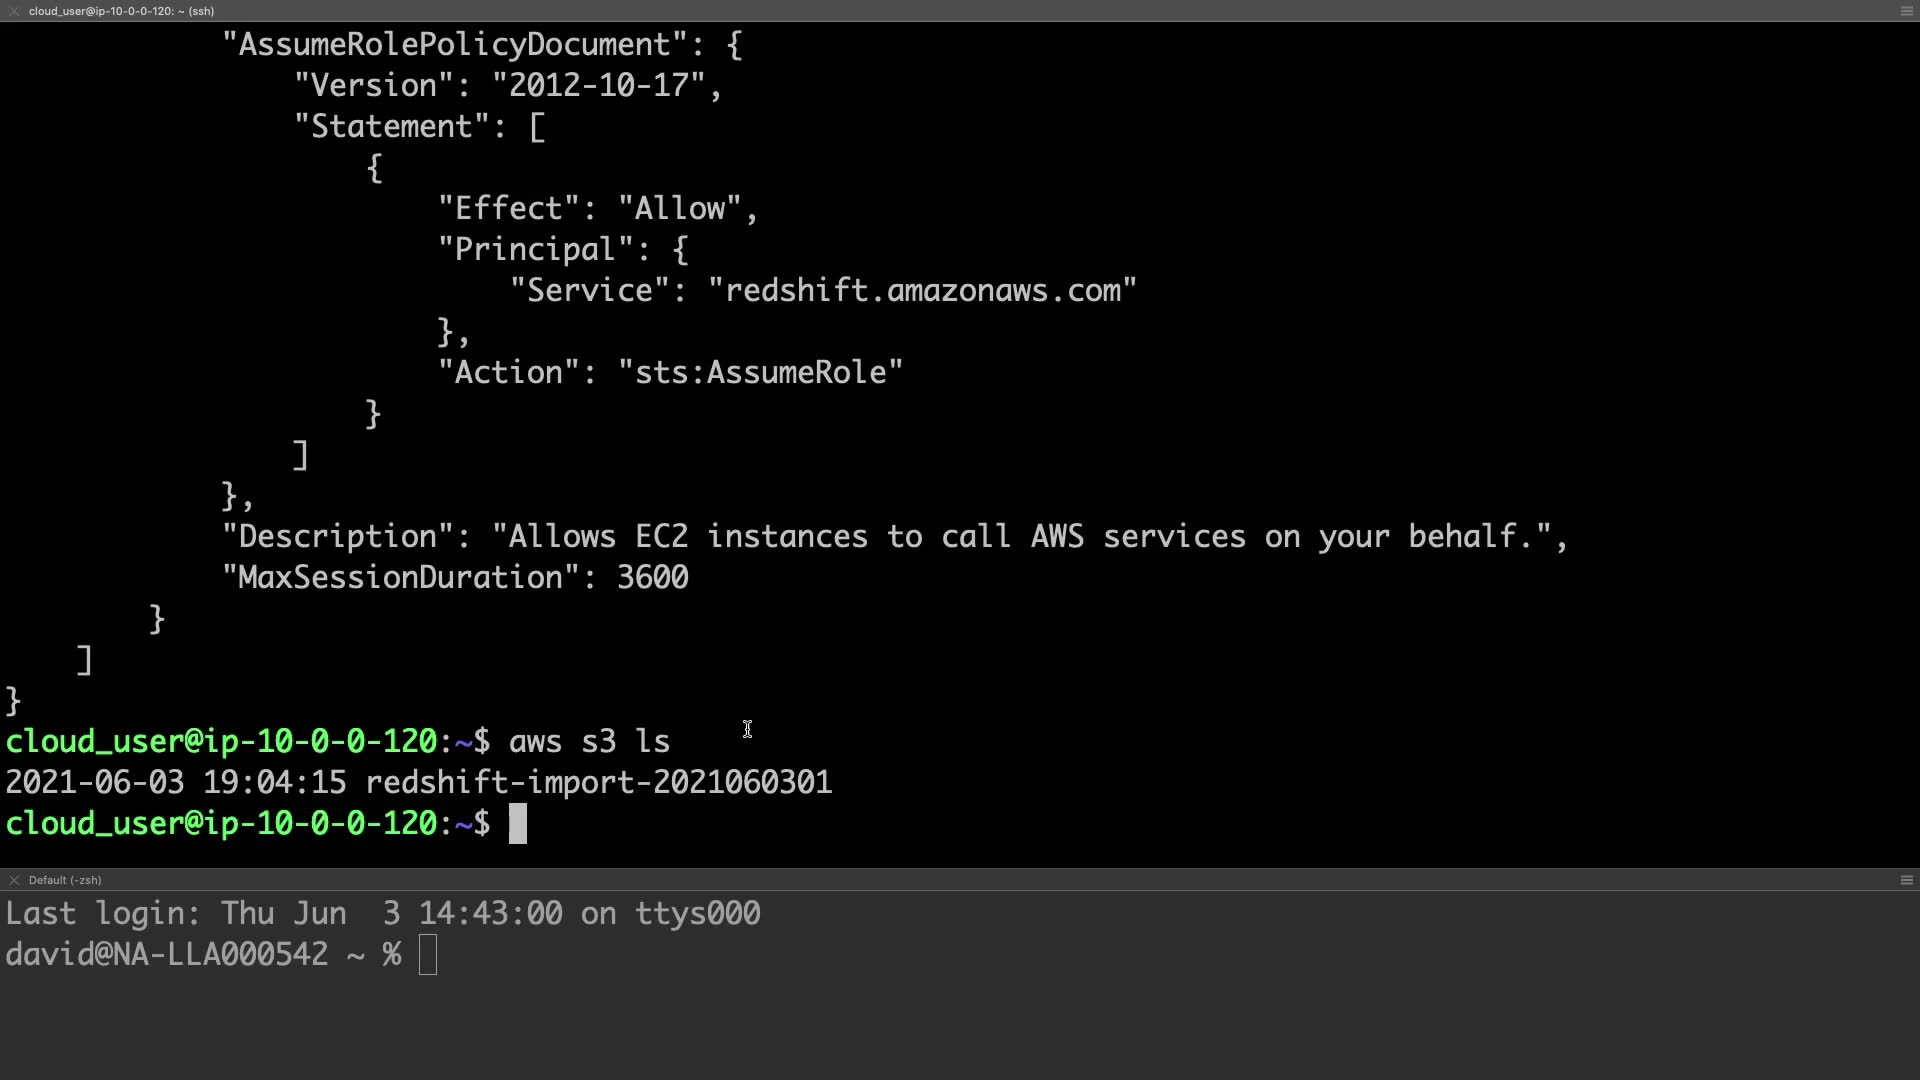 cloud_user@ip-10-0-0-120: ~ (ssh)
"AssumeRolePolicyDocument": {
"Version": "2012-10-17",
"Statement": [
{
"Effect": "Allow",
"Principal": {
"Service": "redshift.amazonaws.com"
},
"Action": "sts:AssumeRole"
}
]
},
"Description": "Allows EC2 instances to call AWS services on your behalf.",
"MaxSessionDuration": 3600
}
]
}
cloud_user@ip-10-0-0-120:~$ aws s3 ls
2021-06-03 19:04:15 redshift-import-2021060301
cloud_user@ip-10-0-0-120:~$
Default (-zsh)
Last login: Thu Jun  3 14:43:00 on ttys000
david@NA-LLA000542 ~ %